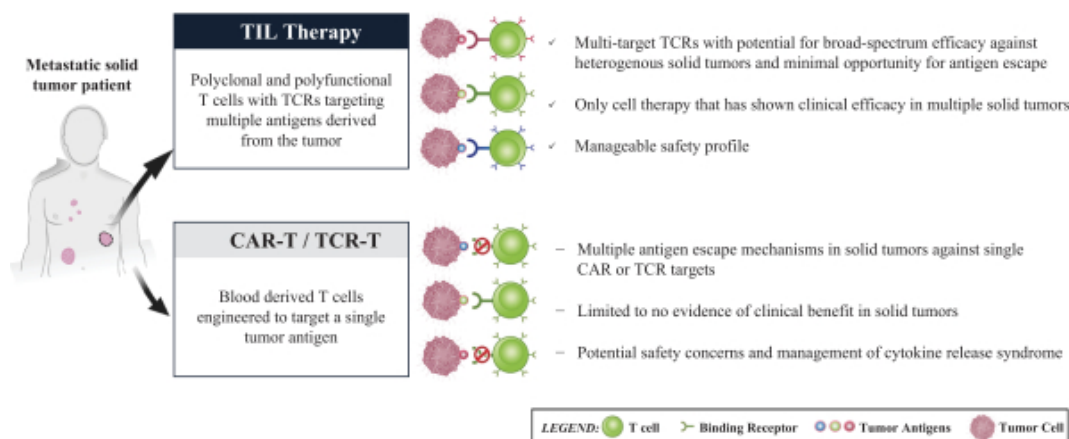 Metastatic solid
tumor patient
TIL Therapy
Polyclonal and polyfunctional
T cells with TCRs targeting
multiple antigens derived
from the tumor
✓ Multi-target TCRs with potential for broad-spectrum efficacy against
heterogenous solid tumors and minimal opportunity for antigen escape
✓ Only cell therapy that has shown clinical efficacy in multiple solid tumors
✓ Manageable safety profile
CAR-T / TCR-T
Blood derived T cells
engineered to target a single
tumor antigen
– Multiple antigen escape mechanisms in solid tumors against single
CAR or TCR targets
– Limited to no evidence of clinical benefit in solid tumors
– Potential safety concerns and management of cytokine release syndrome
LEGEND: T cell Binding Receptor Tumor Antigens Tumor Cell